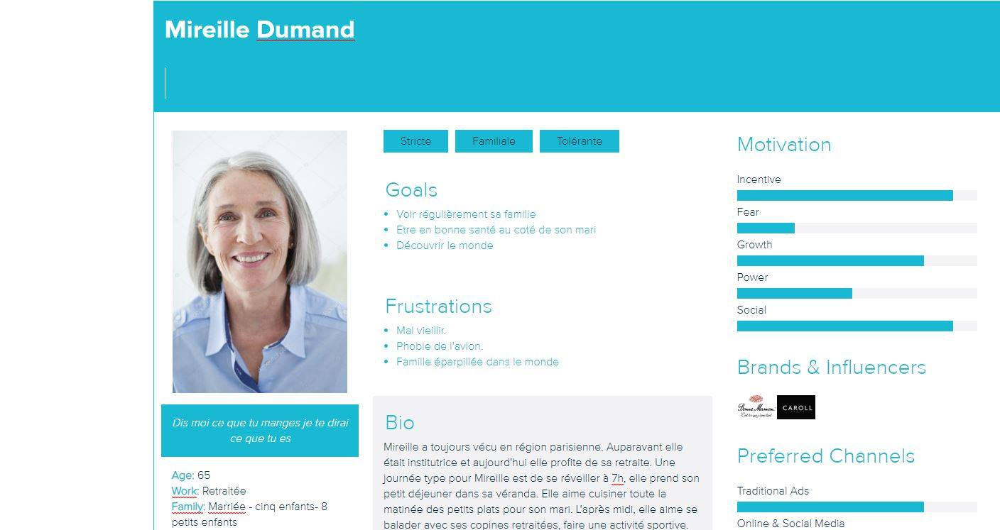 Mireille Dumand
Stricte
Familiale
Tolérante
Goals
Voir régulièrement sa famille
Etre en bonne santé au coté de son mari
Découvrir le monde
Frustrations
Mal vieillir.
Phobie de l'avion.
Famille éparpillée dans le monde
Dis moi ce que tu manges je te dirai
ce que tu es
Age: 65
Work: Retraitée
Family: Marriée - cinq enfants- 8
petits enfants
Bio
Mireille a toujours vécu en région parisienne. Auparavant elle
était institutrice et aujourd'hui elle profite de sa retraite. Une
journée type pour Mireille est de se réveiller à 7h, elle prend son
petit déjeuner dans sa véranda. Elle aime cuisiner toute la
matinée des petits plats pour son mari. L'après midi, elle aime se
balader avec ses copines retraitées, faire une activité sportive.
Motivation
Incentive
Fear
Growth
Power
Social
Brands & Influencers
Bonne Maman
CAROLL
Preferred Channels
Traditional Ads
Online & Social Media